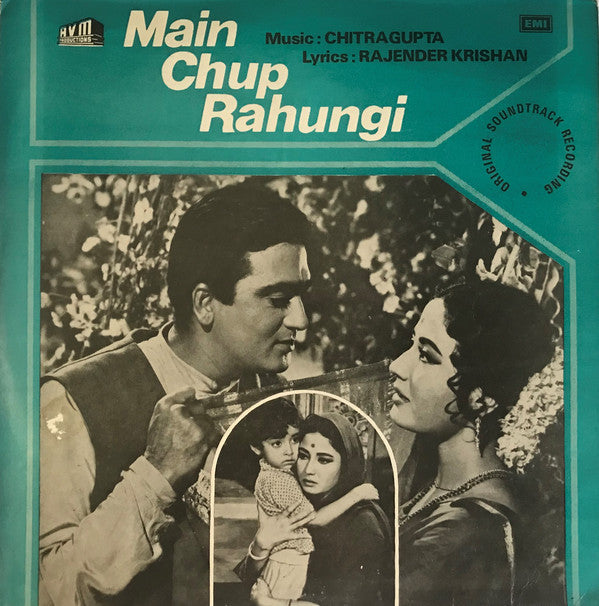 AVM
PRODUCTIONS
Main
Chup
Rahungi
Music : CHITRAGUPTA
Lyrics : RAJENDER KRISHAN
EMI
ORIGINAL SOUNDTRACK RECORDING •